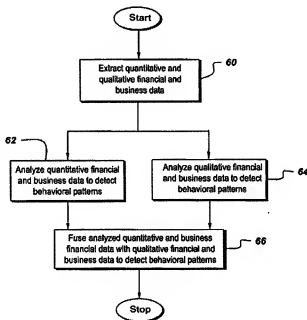 Start
Extract quantitative and
qualitative financial and
business data
60
62
Analyze quantitative financial
and business data to detect
behavioral patterns
Analyze qualitative financial
and business data to detect
behavioral patterns
64
Fuse analyzed quantitative and business
financial data with qualitative financial and
business data to detect behavioral patterns
66
Stop